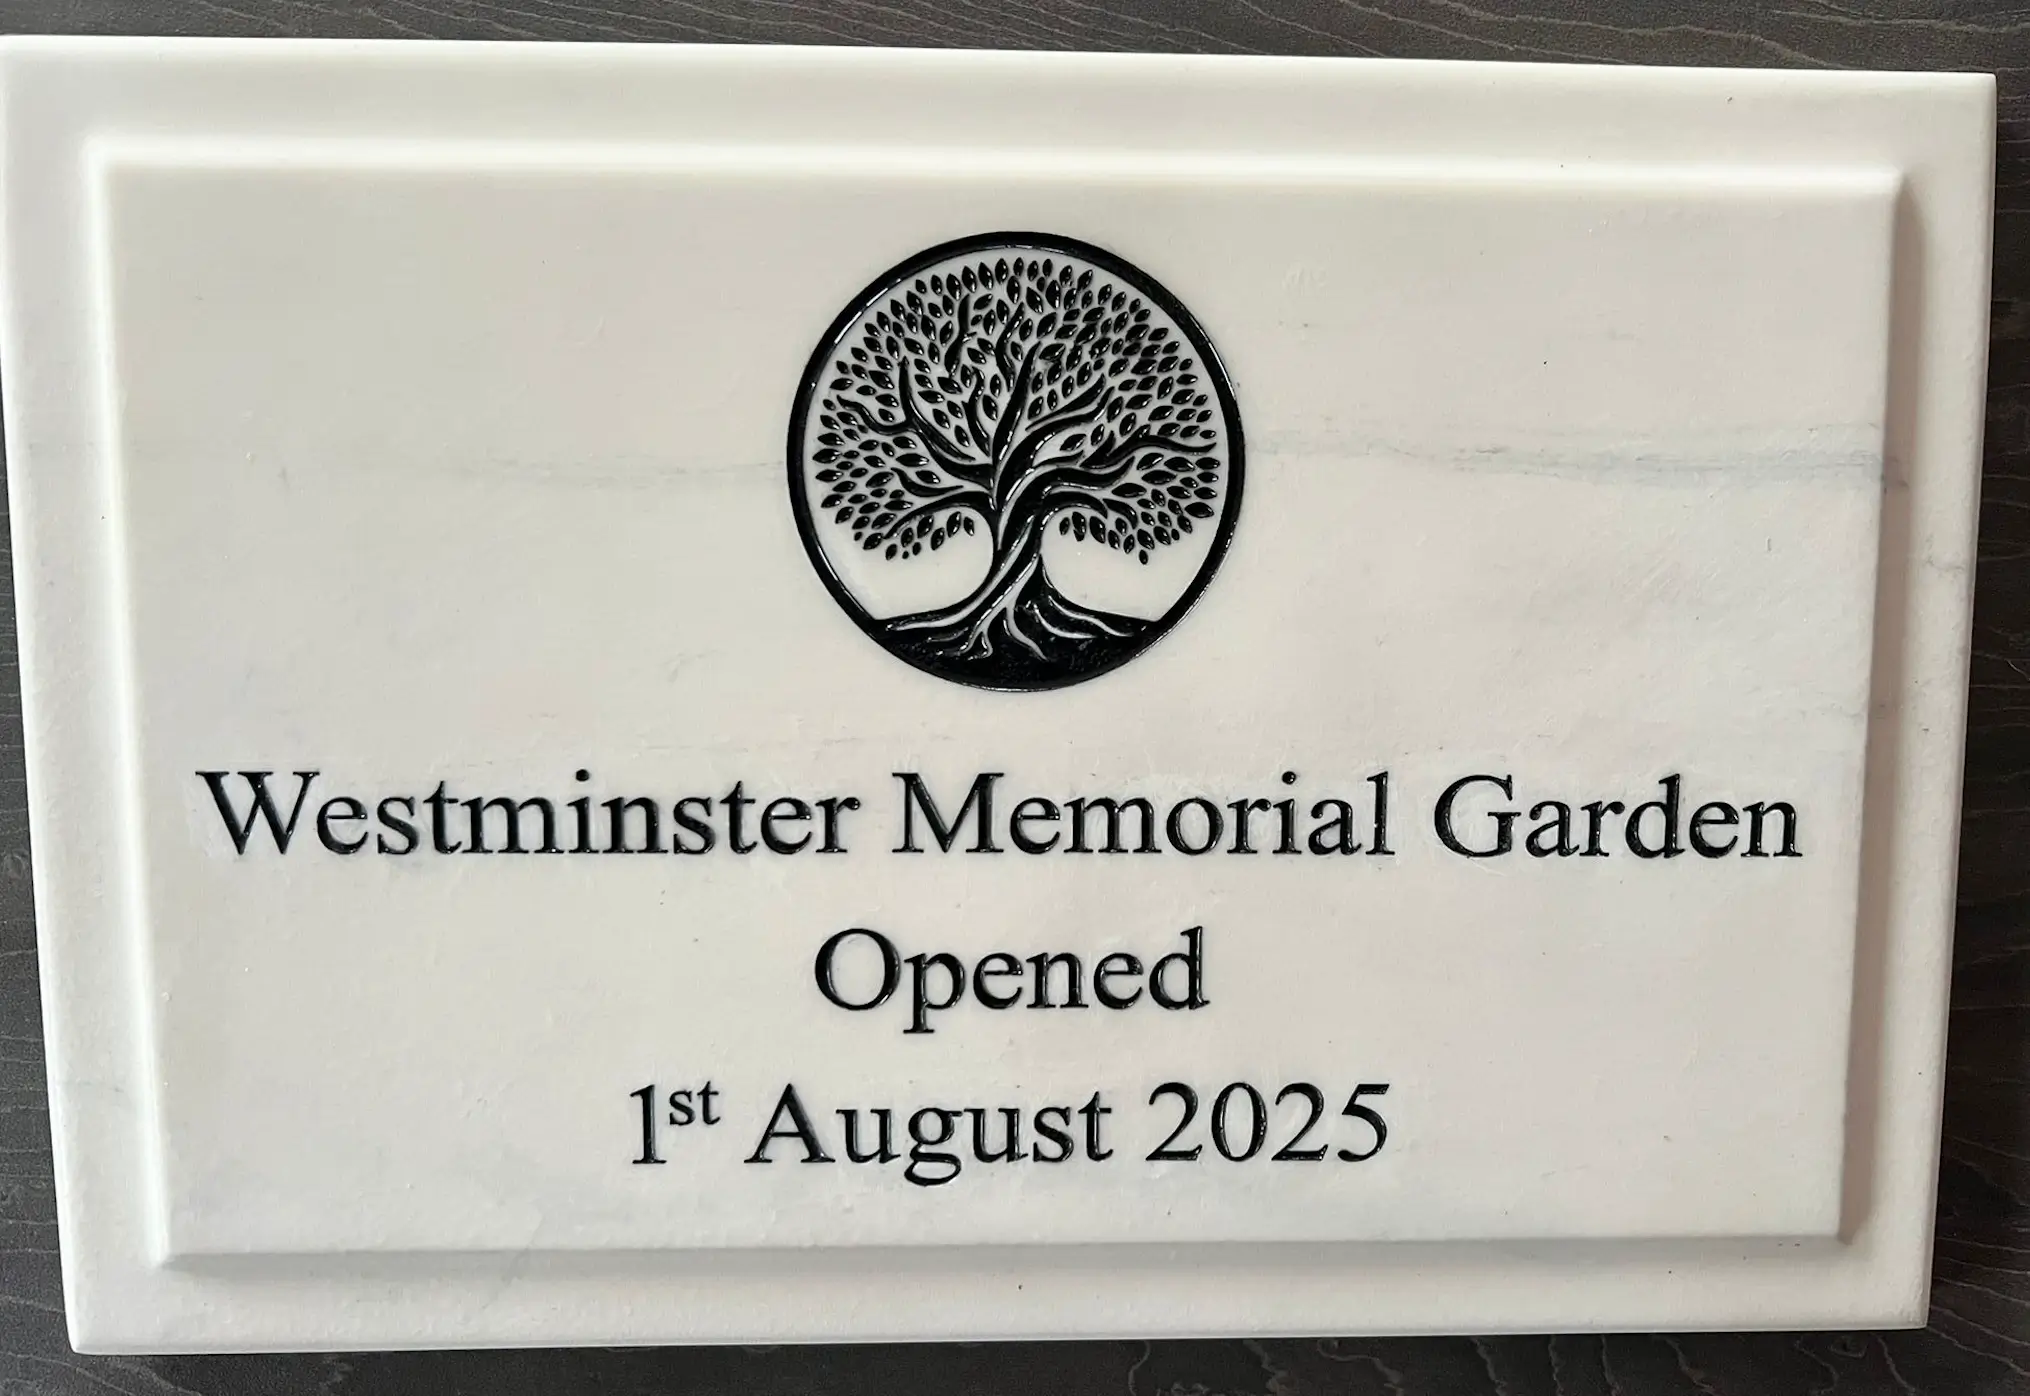 Westminster Memorial Garden
Opened
1st August 2025